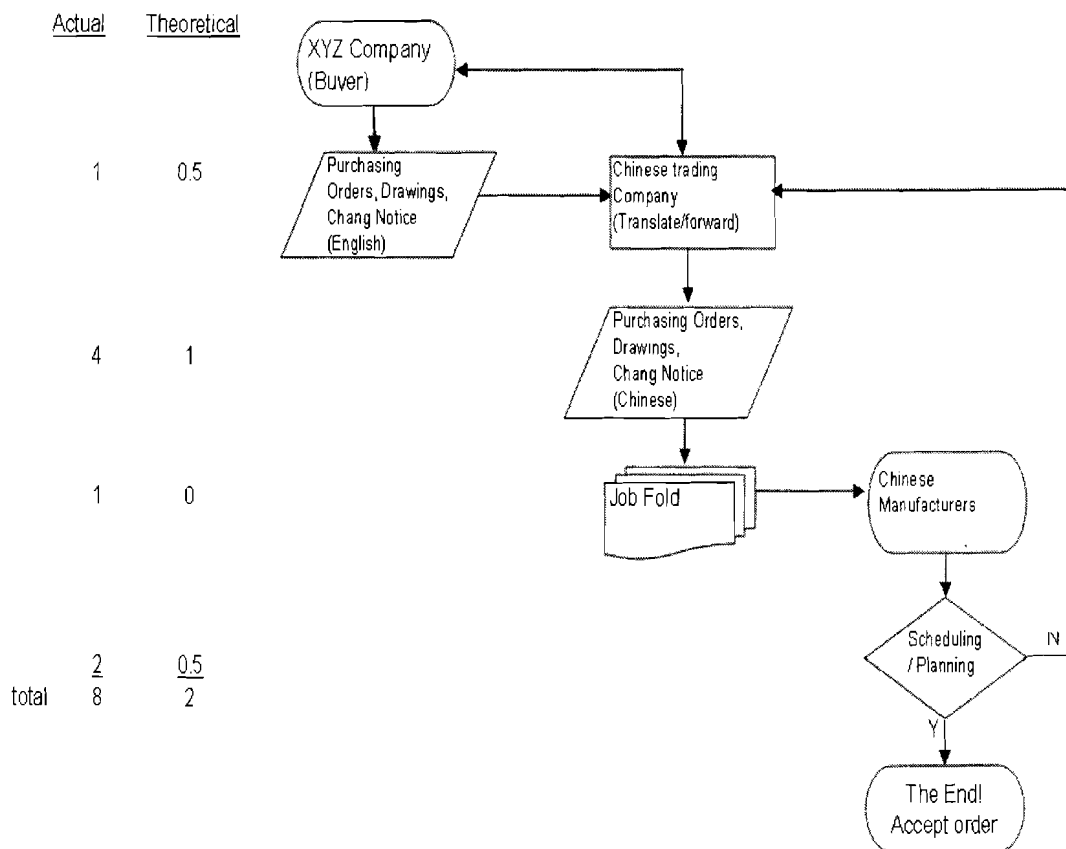 Actual Theoretical
XYZ Company
(Buver)
1 0.5
Purchasing
Orders, Drawings,
Chang Notice
(English)
Chinese trading
Company
(Translate/forward)
4 1
Purchasing Orders,
Drawings,
Chang Notice
(Chinese)
1 0
Job Fold
Chinese
Manufacturers
2 0.5
total 8 2
Scheduling
/ Planning
N
Y
The End!
Accept order